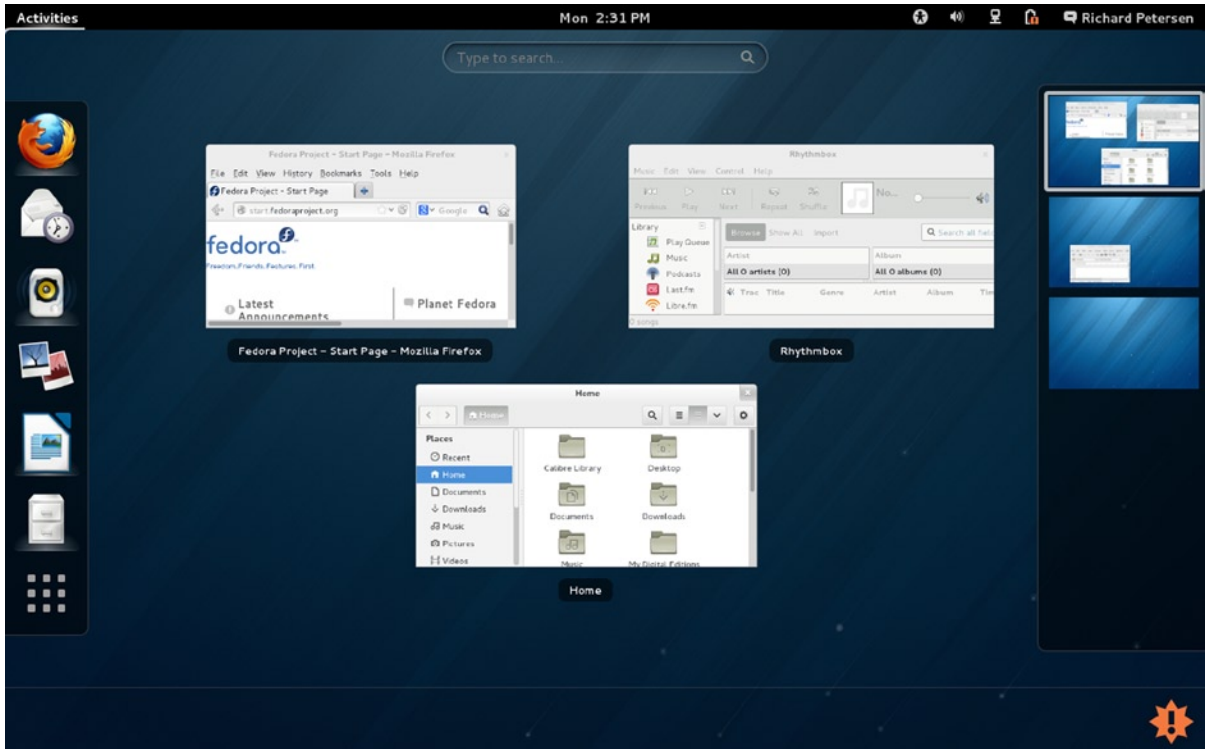 Activities
Mon 2:31 PM
Richard Petersen
Type to search...
Fedora Project – Start Page – Mozilla Firefox
File Edit View History Bookmarks Tools Help
Fedora Project – Start Page
start.fedoraproject.org
Google
fedora
Freedom. Friends. Features. First.
Latest Announcements
Planet Fedora
Fedora Project – Start Page – Mozilla Firefox
Rhythmbox
Music Edit View Control Help
Previous Play Next Repeat Shuffle
No...
Library
Play Queue
Music
Podcasts
Last.fm
Libre.fm
Browse Show All Import
Search all field
Artist Album
All 0 artists (0) All 0 albums (0)
Trac Title Genre Artist Album Tim
0 songs
Rhythmbox
Home
Home
Places
Recent
Home
Documents
Downloads
Music
Pictures
Videos
Calibre Library Desktop
Documents Downloads
Music My Digital Editions
Home